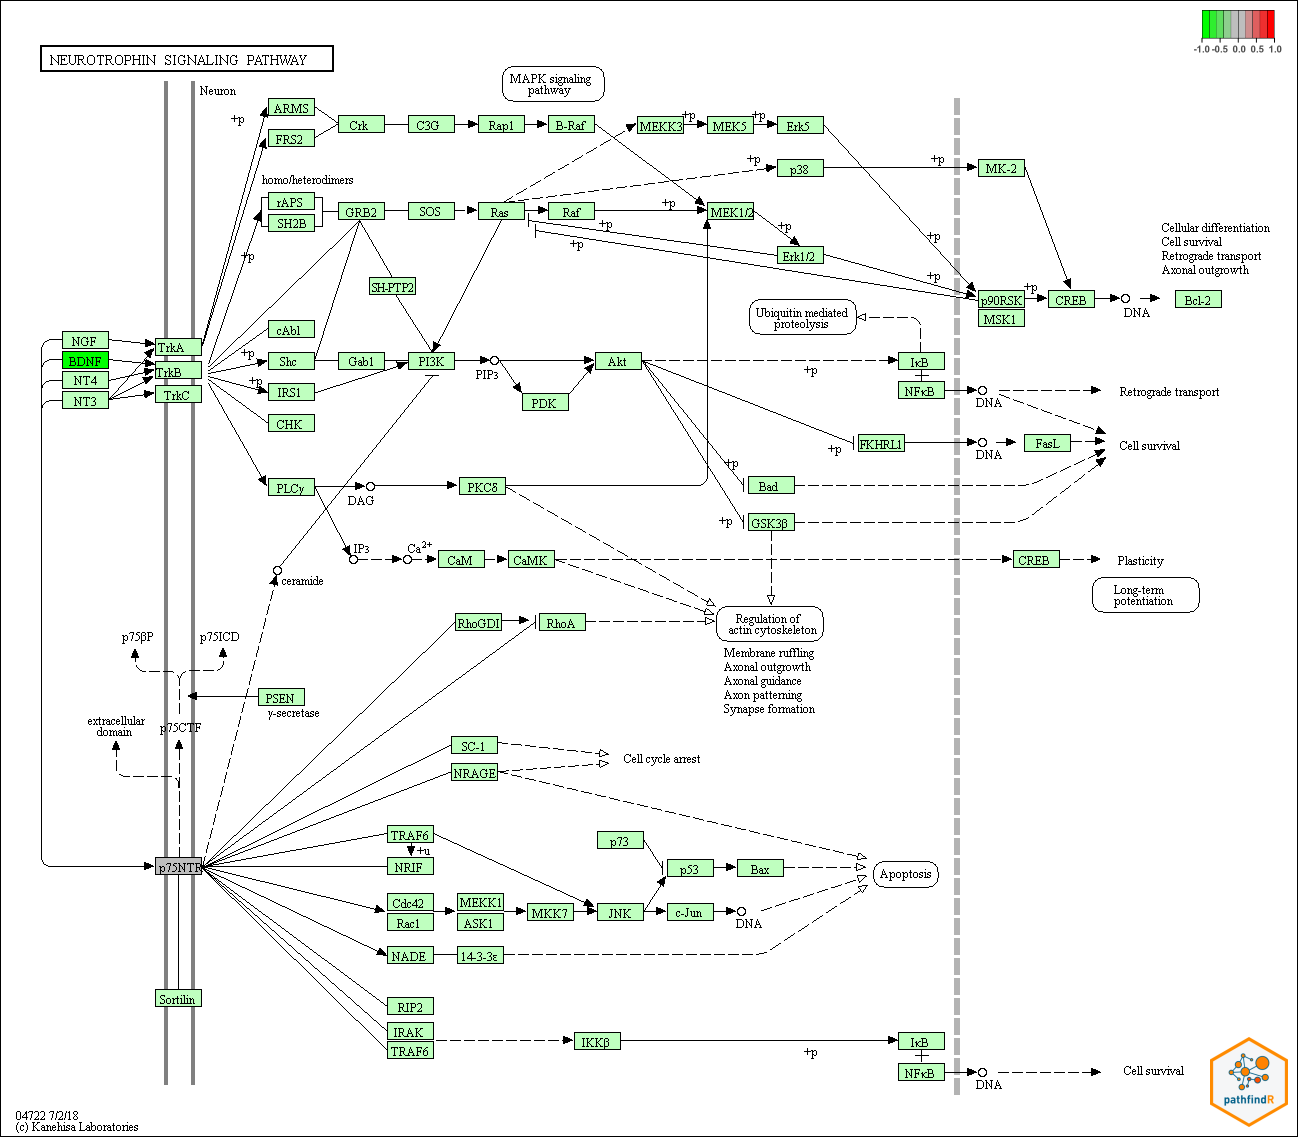 -1.0 -0.5 0.0 0.5 1.0
NEUROTROPHIN SIGNALING PATHWAY
MAPK signaling
pathway
Neuron
ARMS
+p
FRS2
Crk
C3G
Rap1
B-Raf
MEKK3
+p
MEK5
+p
Erk5
+p
p38
+p
MK-2
homo/heterodimers
rAPS
SH2B
GRB2
SOS
Ras
Raf
+p
MEK1/2
+p
+p
+p
Erk1/2
+p
+p
+p
Cellular differentiation
Cell survival
Retrograde transport
Axonal outgrowth
SH-PTP2
p90RSK
+p
MSK1
CREB
DNA
Bcl-2
Ubiquitin mediated
proteolysis
cAbl
NGF
BDNF
NT4
NT3
TrkA
TrkB
TrkC
+p
Shc
Gab1
PI3K
PIP3
Akt
+p
IκB
+p
IRS1
PDK
NFκB
DNA
Retrograde transport
CHK
FKHRL1
+p
DNA
FasL
Cell survival
+p
Bad
PLCγ
DAG
PKCδ
+p
GSK3β
IP3
Ca2+
CaM
CaMK
CREB
Plasticity
Long-term
potentiation
ceramide
RhoGDI
RhoA
Regulation of
actin cytoskeleton
Membrane ruffling
Axonal outgrowth
Axonal guidance
Axon patterning
Synapse formation
p75βP
p75ICD
PSEN
γ-secretase
extracellular
domain
p75CTF
SC-1
NRAGE
Cell cycle arrest
TRAF6
+u
NRIF
p73
p53
Bax
Apoptosis
p75NTR
Cdc42
Rac1
MEKK1
ASK1
MKK7
JNK
c-Jun
DNA
NADE
14-3-3ε
Sortilin
RIP2
IRAK
TRAF6
IKKβ
+p
IκB
NFκB
DNA
Cell survival
pathfindR
04722 7/2/18
(c) Kanehisa Laboratories